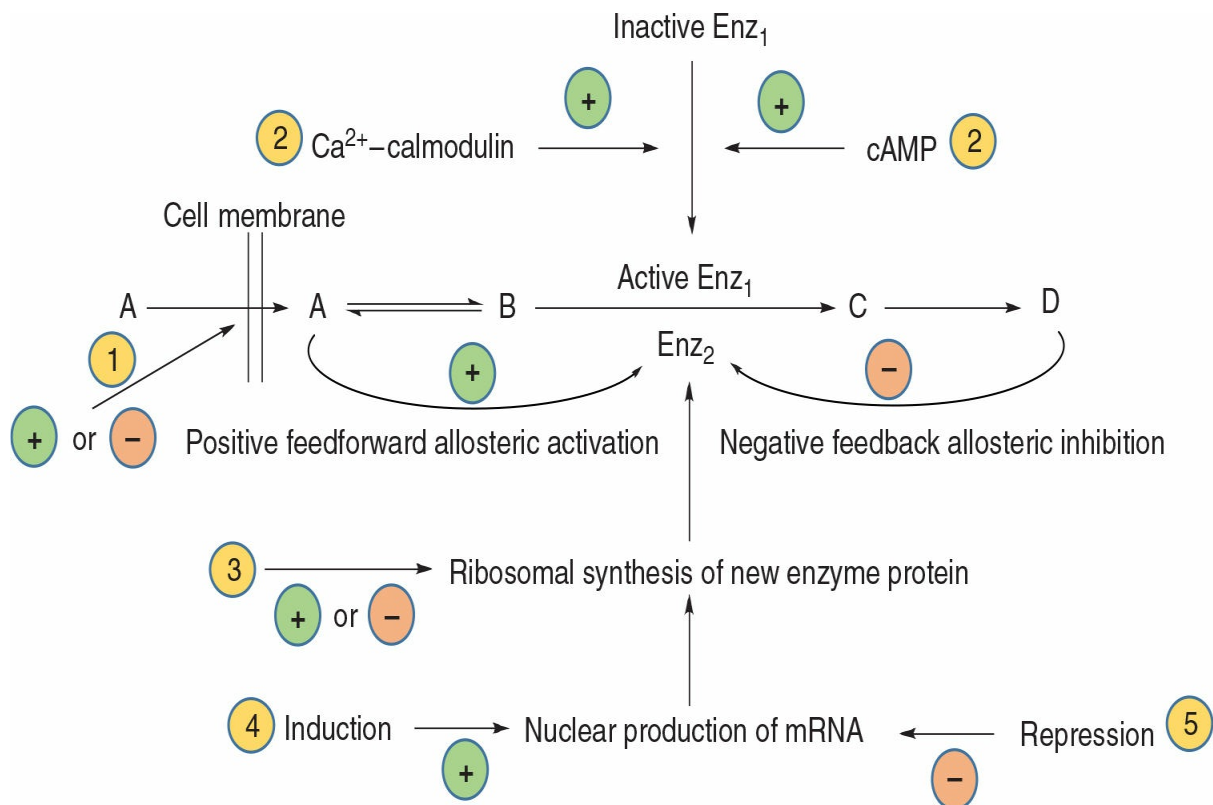 Inactive Enz₁
+
+
2 Ca²⁺–calmodulin
cAMP 2
Cell membrane
Active Enz₁
A
A
B
C
D
Enz₂
1
+
−
+ or −
Positive feedforward allosteric activation
Negative feedback allosteric inhibition
3
Ribosomal synthesis of new enzyme protein
+ or −
4 Induction
Nuclear production of mRNA
Repression 5
+
−